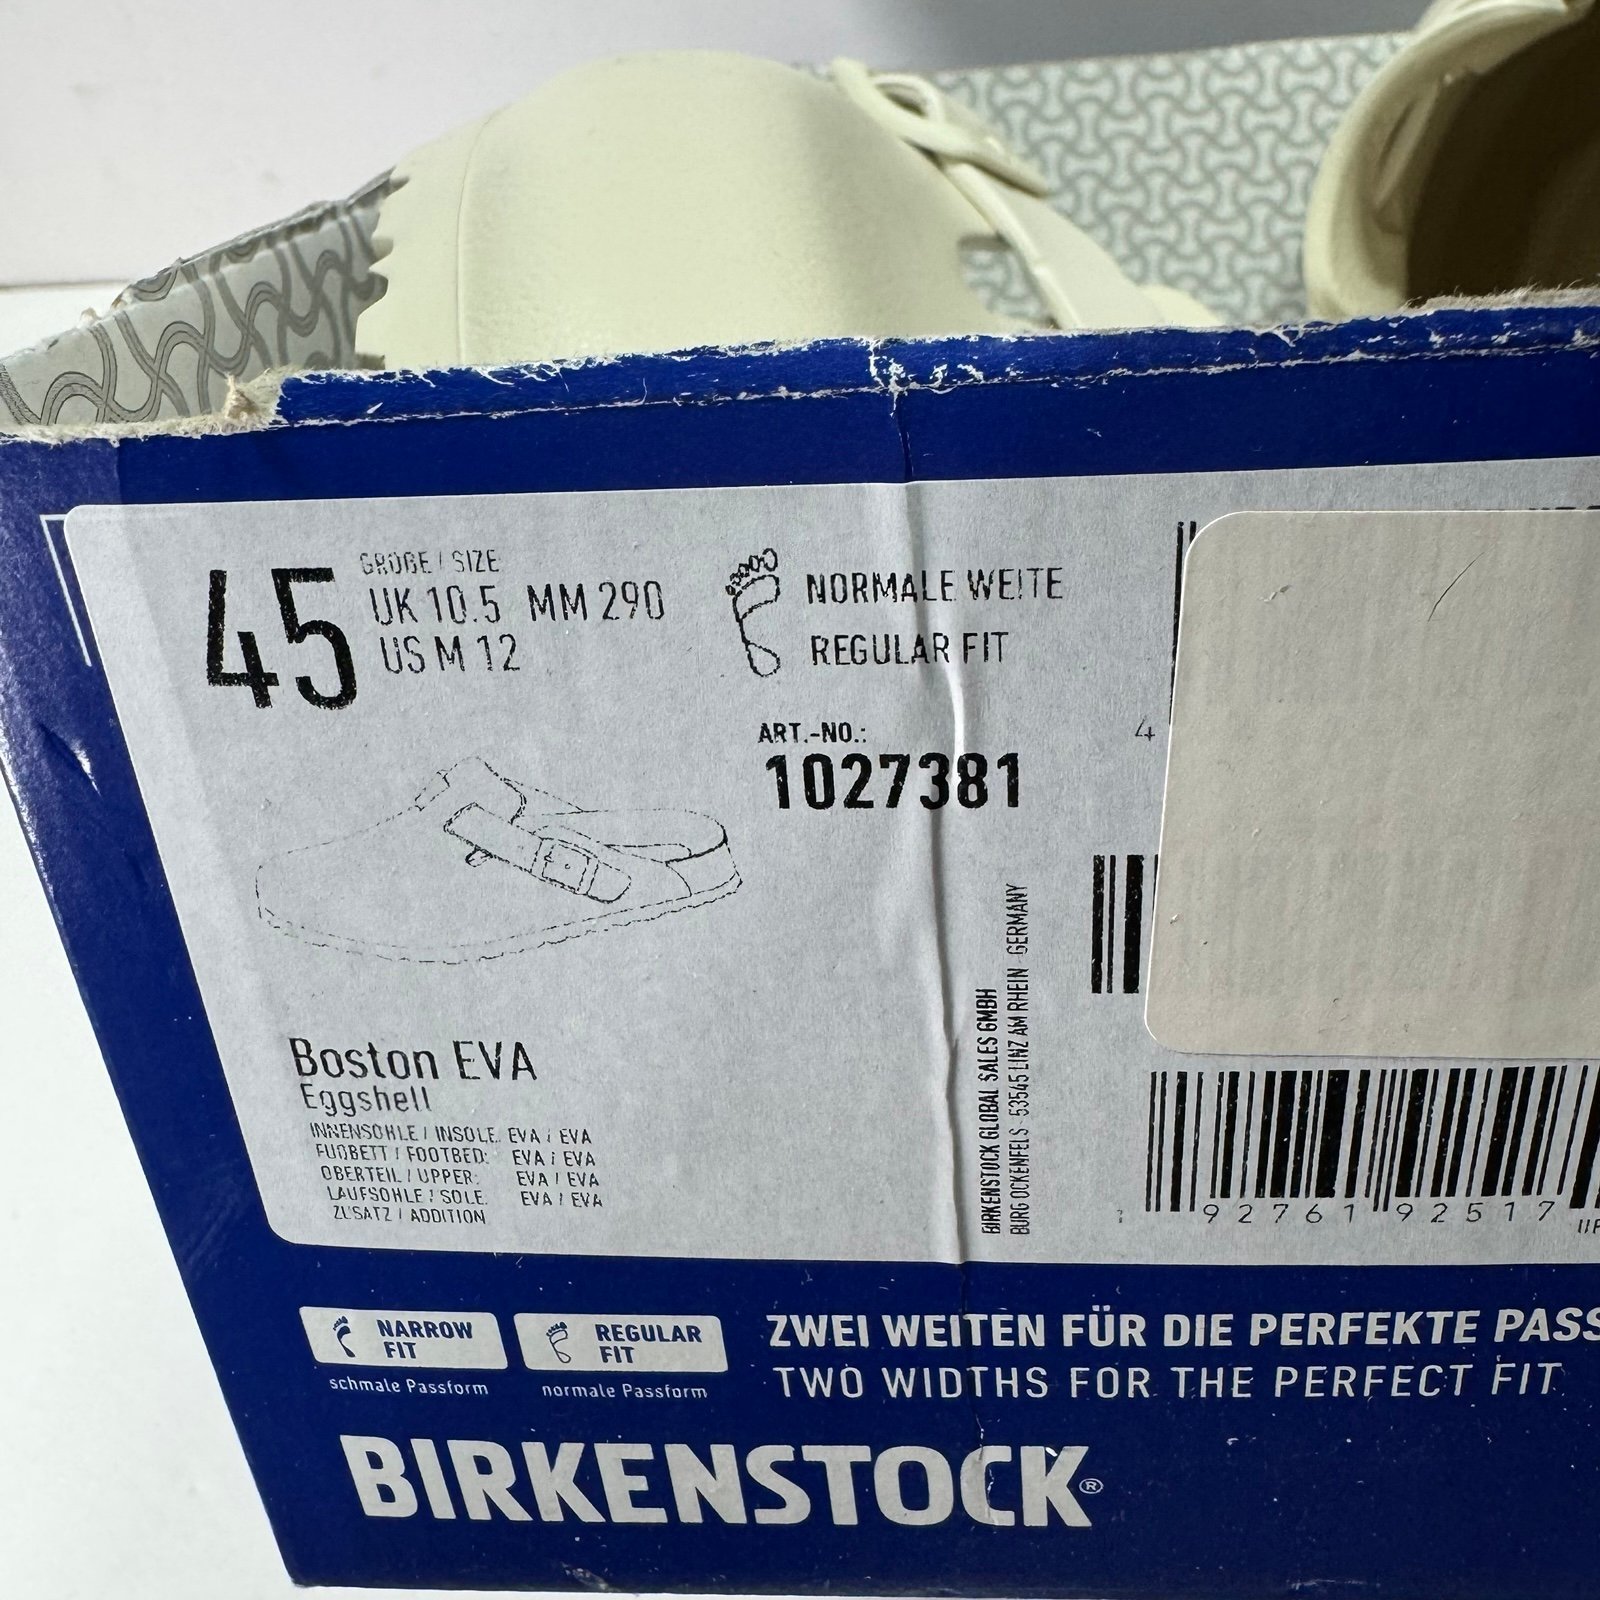 45
GRÖBE / SIZE
UK 10.5 MM 290
US M 12
NORMALE WEITE
REGULAR FIT
ART.-NO.:
1027381
4
Boston EVA
Eggshell
INNENSOHLE / INSOLE: EVA / EVA
FUßBETT / FOOTBED: EVA / EVA
OBERTEIL / UPPER: EVA / EVA
LAUFSOHLE / SOLE: EVA / EVA
ZUSATZ / ADDITION
BIRKENSTOCK GLOBAL SALES GMBH
BURG OCKENFELS · 53545 LINZ AM RHEIN · GERMANY
92761 92517
NARROW
FIT
schmale Passform
REGULAR
FIT
normale Passform
ZWEI WEITEN FÜR DIE PERFEKTE PASS
TWO WIDTHS FOR THE PERFECT FIT
BIRKENSTOCK®